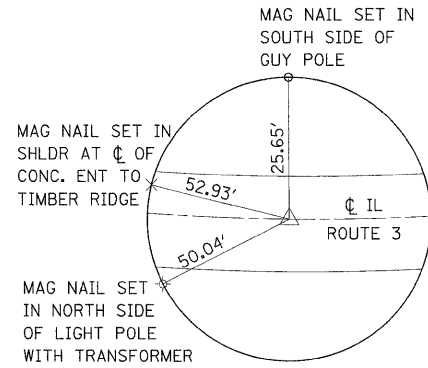 MAG NAIL SET IN
SOUTH SIDE OF
GUY POLE
25.65'
MAG NAIL SET IN
SHLDR AT ℄ OF
CONC. ENT TO
TIMBER RIDGE
52.93'
℄ IL
ROUTE 3
50.04'
MAG NAIL SET
IN NORTH SIDE
OF LIGHT POLE
WITH TRANSFORMER